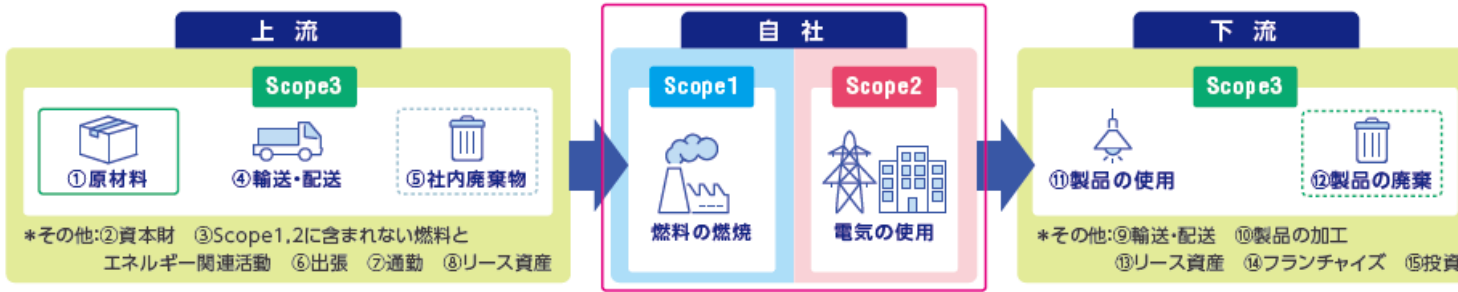 上流
Scope3
①原材料
④輸送・配送
⑤社内廃棄物
*その他:②資本財 ③Scope1,2に含まれない燃料と
エネルギー関連活動 ⑥出張 ⑦通勤 ⑧リース資産
自社
Scope1
燃料の燃焼
Scope2
電気の使用
下流
Scope3
⑪製品の使用
⑫製品の廃棄
*その他:⑨輸送・配送 ⑩製品の加工
⑬リース資産 ⑭フランチャイズ ⑮投資